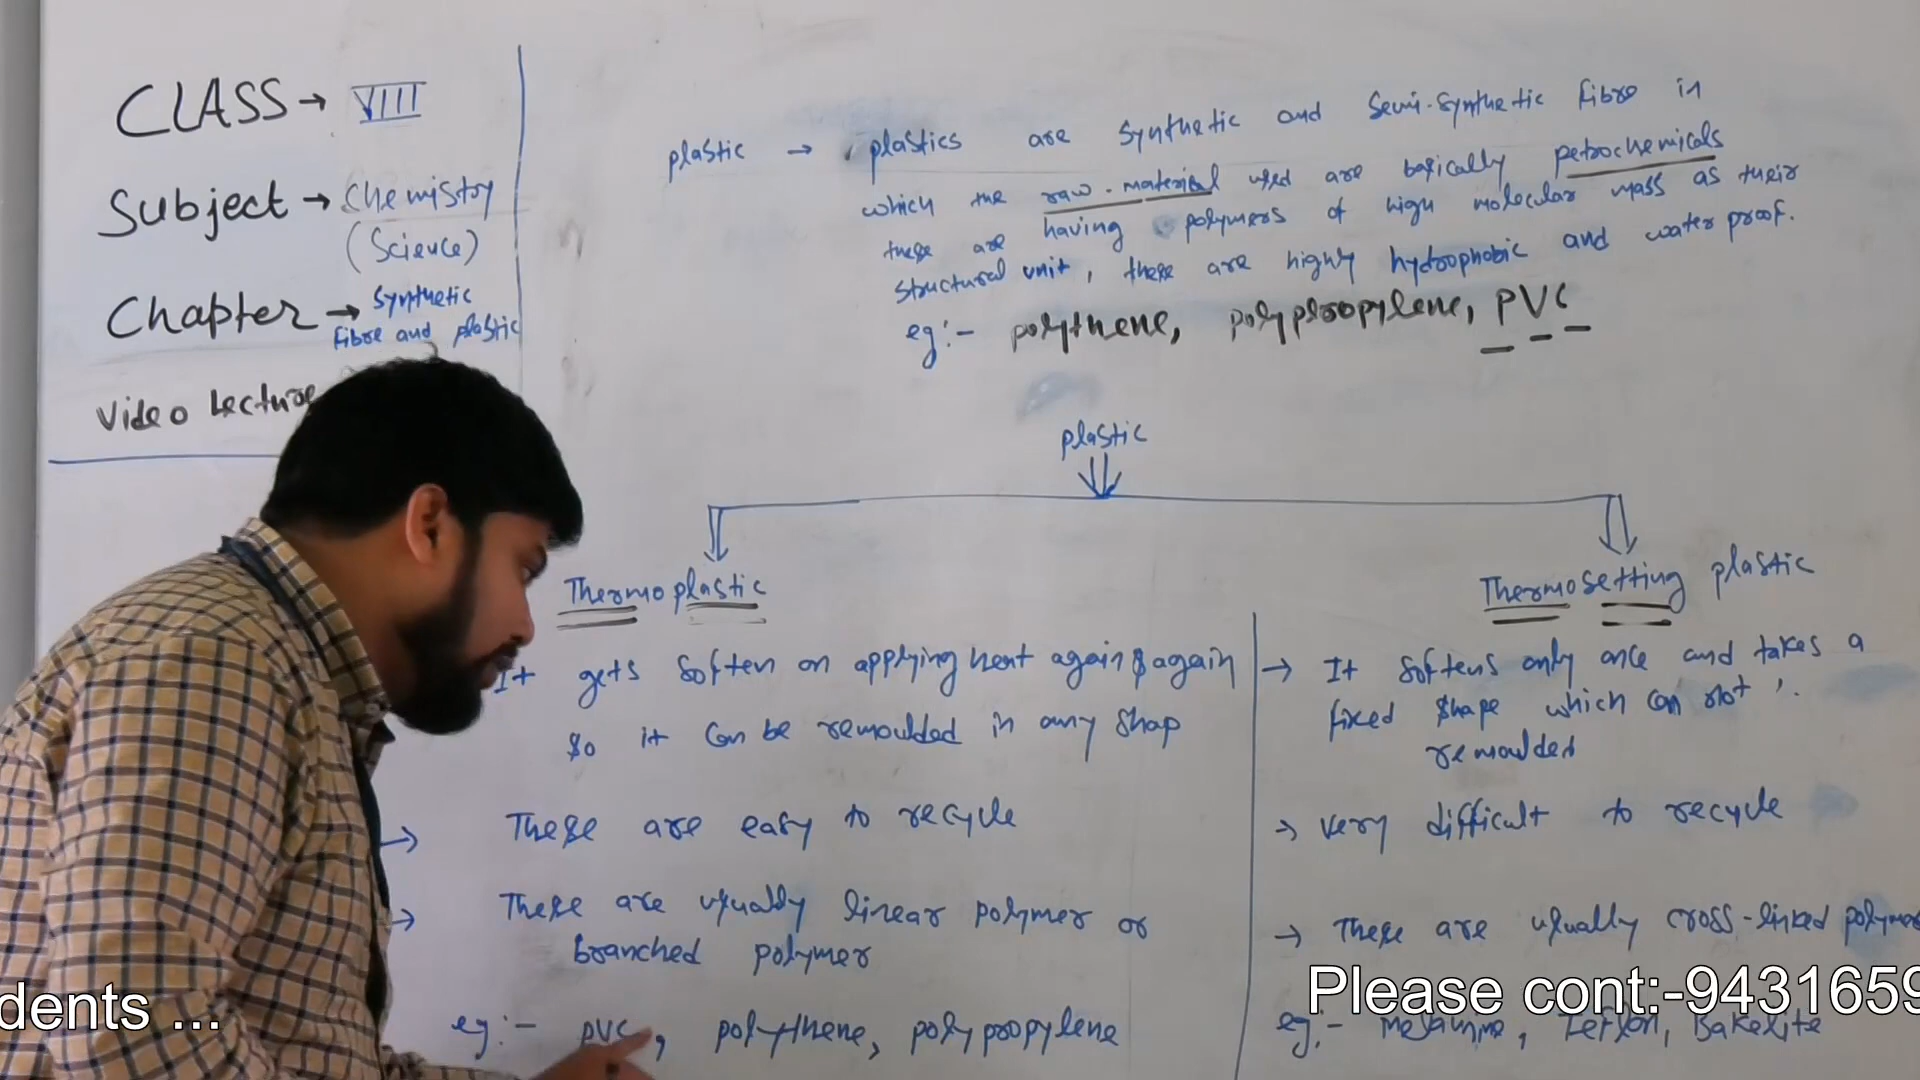 CLASS → VIII
Subject → Chemistry
(Science)
Chapter → Synthetic
Fibre and plastic
Video Lecture
plastic → plastics are synthetic and semi-synthetic fibre in
which the raw-material used are basically petrochemicals
these are having polymers of high molecular mass as their
structural unit, these are highly hydrophobic and water proof.
eg:- polythene, polypropylene, PVC
plastic
Thermoplastic
It gets soften on applying heat again & again
so it can be remoulded in any shap
→ These are easy to recycle
→ These are usually linear polymer or
branched polymer
eg:- PVC, polythene, polypropylene
Thermosetting plastic
→ It softens only once and takes a
fixed shape which can not
remoulded
→ very difficult to recycle
→ These are usually cross-linked polymer
eg:- Melamine, Teflon, Bakelite
dents ...
Please cont:-9431659